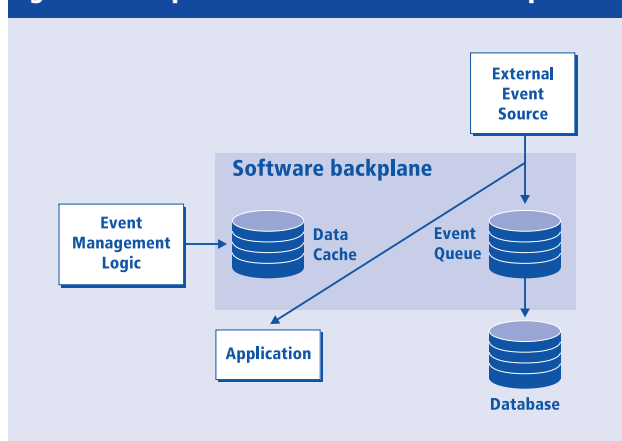 External
Event
Source
Software backplane
Event
Management
Logic
Data
Cache
Event
Queue
Application
Database